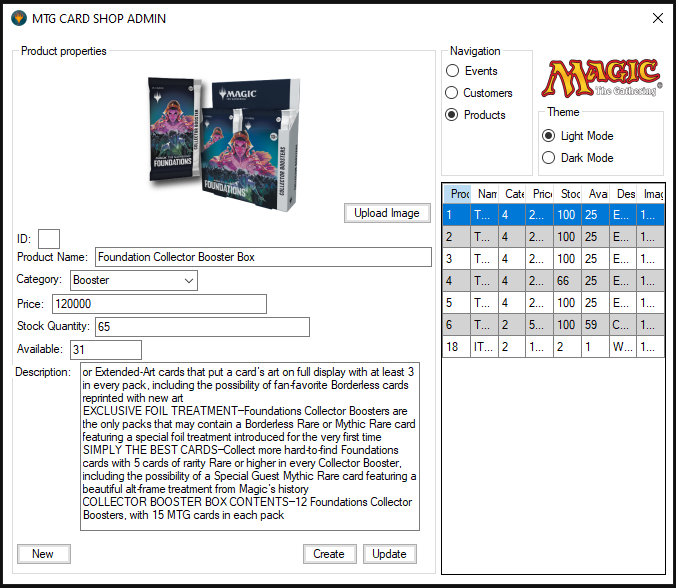 MTG CARD SHOP ADMIN
Product properties
MAGIC
COLLECTOR BOOSTER
FOUNDATIONS
FOUNDATIONS
COLLECTOR BOOSTERS
Upload Image
ID:
Product Name: Foundation Collector Booster Box
Category: Booster
Price: 120000
Stock Quantity: 65
Available: 31
Description: or Extended-Art cards that put a card's art on full display with at least 3
in every pack, including the possibility of fan-favorite Borderless cards
reprinted with new art
EXCLUSIVE FOIL TREATMENT—Foundations Collector Boosters are
the only packs that may contain a Borderless Rare or Mythic Rare card
featuring a special foil treatment introduced for the very first time
SIMPLY THE BEST CARDS—Collect more hard-to-find Foundations
cards with 5 cards of rarity Rare or higher in every Collector Booster,
including the possibility of a Special Guest Mythic Rare card featuring a
beautiful alt-frame treatment from Magic's history
COLLECTOR BOOSTER BOX CONTENTS—12 Foundations Collector
Boosters, with 15 MTG cards in each pack
New Create Update
Navigation
Events
Customers
Products
MAGIC
The Gathering®
Theme
Light Mode
Dark Mode
Proc Nam Cate Price Stoc Ava Des Imag
1 T... 4 2... 100 25 E... 1...
2 T... 4 2... 100 25 E... 1...
3 T... 4 2... 100 25 E... 1...
4 T... 4 2... 66 25 E... 1...
5 T... 4 2... 100 25 E... 1...
6 T... 2 5... 100 59 C... 1...
18 IT... 2 1... 2 1 W... 1...